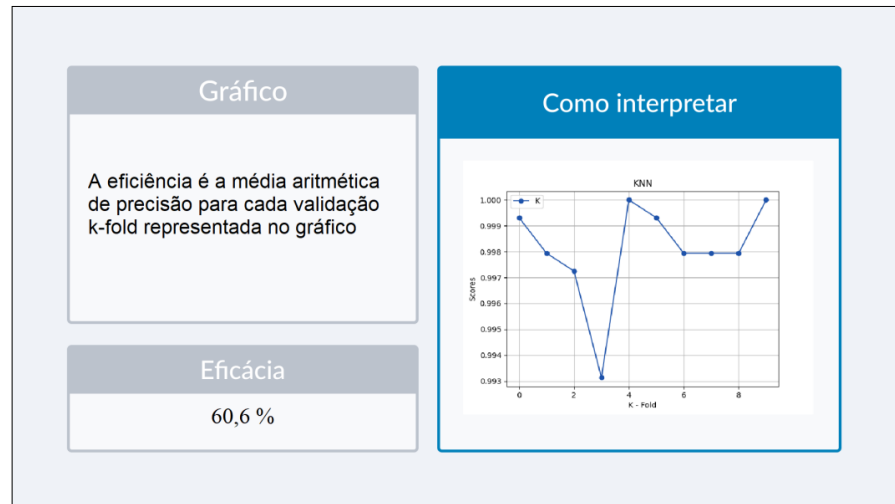 Gráfico
A eficiência é a média aritmética
de precisão para cada validação
k-fold representada no gráfico
Eficácia
60,6 %
Como interpretar
KNN
K
1.000
0.999
0.998
0.997
0.996
0.995
0.994
0.993
Scores
0
2
4
6
8
K - Fold